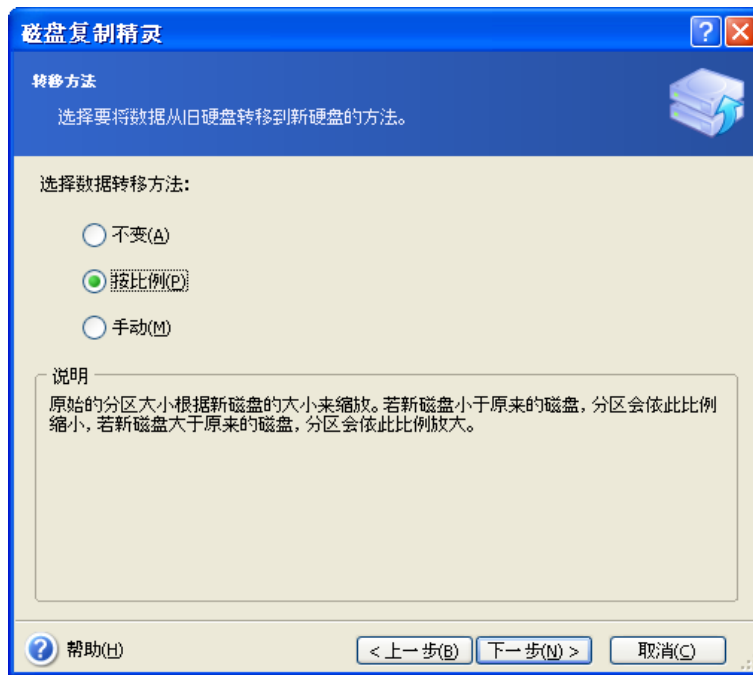 磁盘复制精灵
转移方法
选择要将数据从旧硬盘转移到新硬盘的方法。
选择数据转移方法:
不变(A)
按比例(P)
手动(M)
说明
原始的分区大小根据新磁盘的大小来缩放。若新磁盘小于原来的磁盘, 分区会依此比例
缩小, 若新磁盘大于原来的磁盘, 分区会依此比例放大。
帮助(H)
< 上一步(B)
下一步(N) >
取消(C)